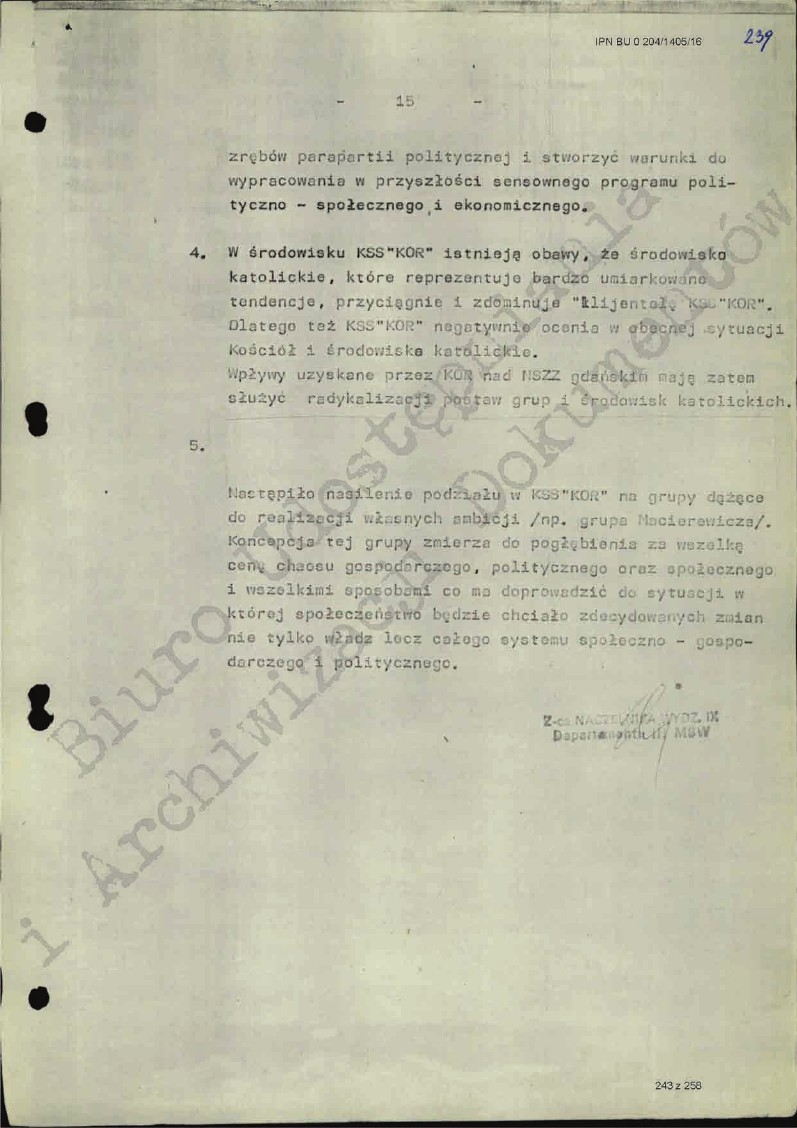 IPN BU 0 204/1405/16
239
- 15 -
zrębów parapartii politycznej i stworzyć warunki do
wypracowania w przyszłości sensownego programu poli-
tyczno - społecznego i ekonomicznego.
4. W środowisku KSS"KOR" istnieją obawy, że środowisko
katolickie, które reprezentuje bardzo umiarkowane
tendencje, przyciągnie i zdominuje "klijentelę KSS"KOR".
Dlatego też KSS"KOR" negatywnie ocenia w obecnej sytuacji
Kościół i środowiska katolickie.
Wpływy uzyskane przez KOR nad NSZZ gdańskim mają zatem
służyć radykalizacji postaw grup i środowisk katolickich.
5.
Nastąpiło nasilenie podziału w KSS"KOR" na grupy dążące
do realizacji własnych ambicji /np. grupa Macierewicza/.
Koncepcja tej grupy zmierza do pogłębienia za wszelką
cenę chaosu gospodarczego, politycznego oraz społecznego
i wszelkimi sposobami co ma doprowadzić do sytuacji w
której społeczeństwo będzie chciało zdecydowanych zmian
nie tylko władz lecz całego systemu społeczno - gospo-
darczego i politycznego.
Z-ca NACZELNIKA WYDZ. IX
Departamentu III MSW
Biuro Udostępniania
i Archiwizacji Dokumentów
243 z 258